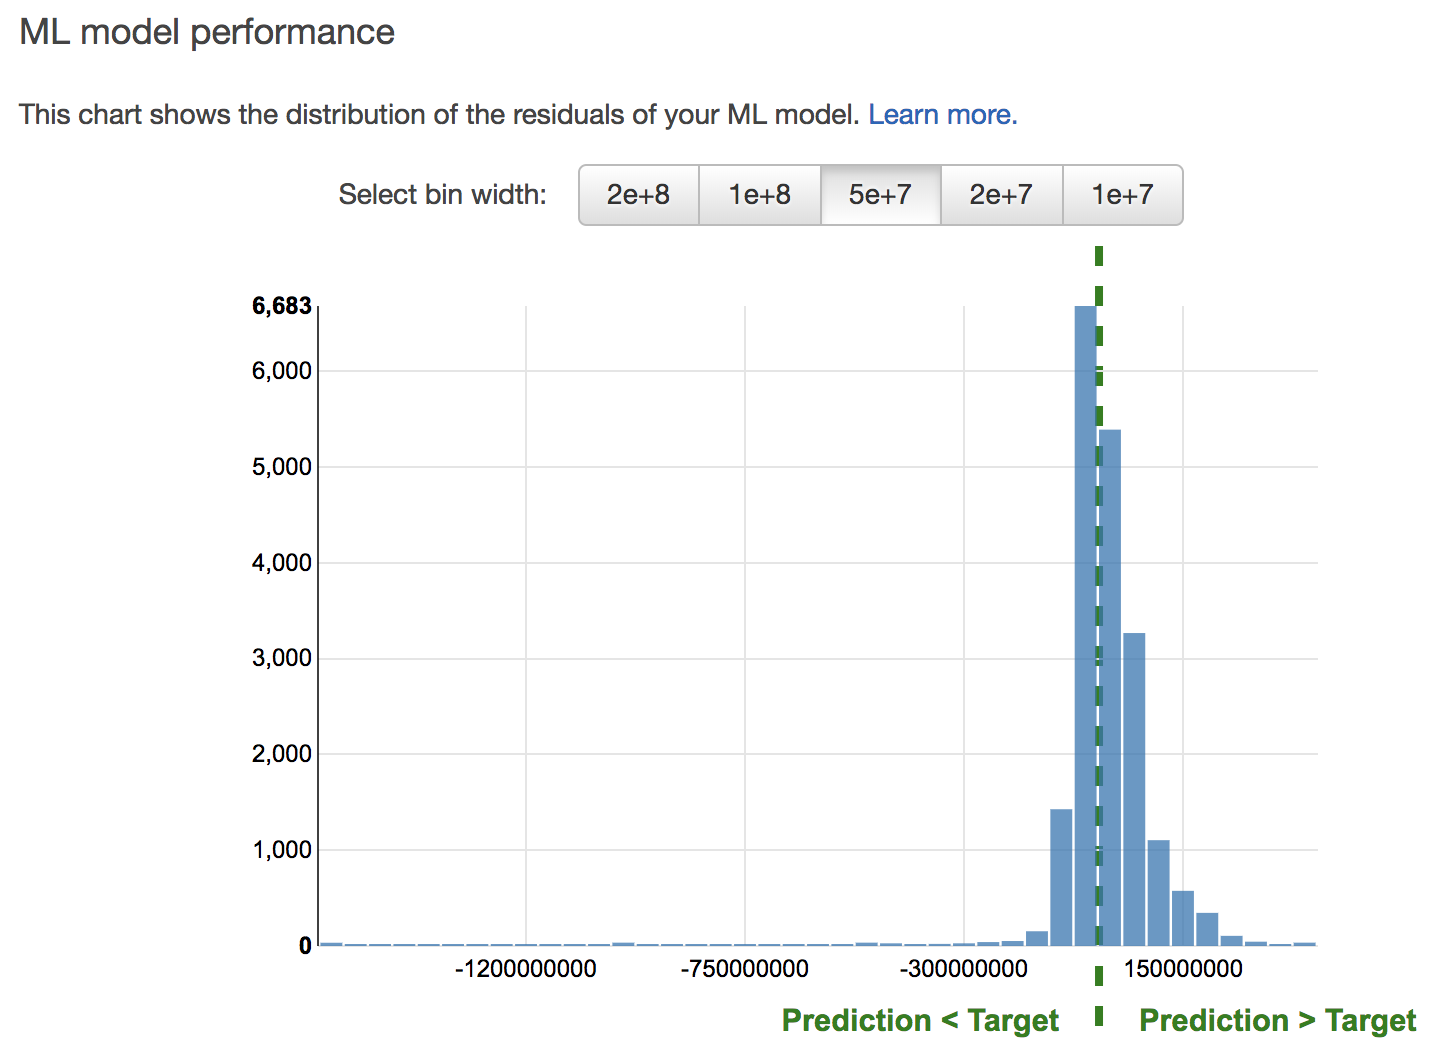 ML model performance
This chart shows the distribution of the residuals of your ML model. Learn more.
Select bin width: 2e+8 1e+8 5e+7 2e+7 1e+7
6,683
6,000
5,000
4,000
3,000
2,000
1,000
0
-1200000000 -750000000 -300000000 150000000
Prediction < Target Prediction > Target